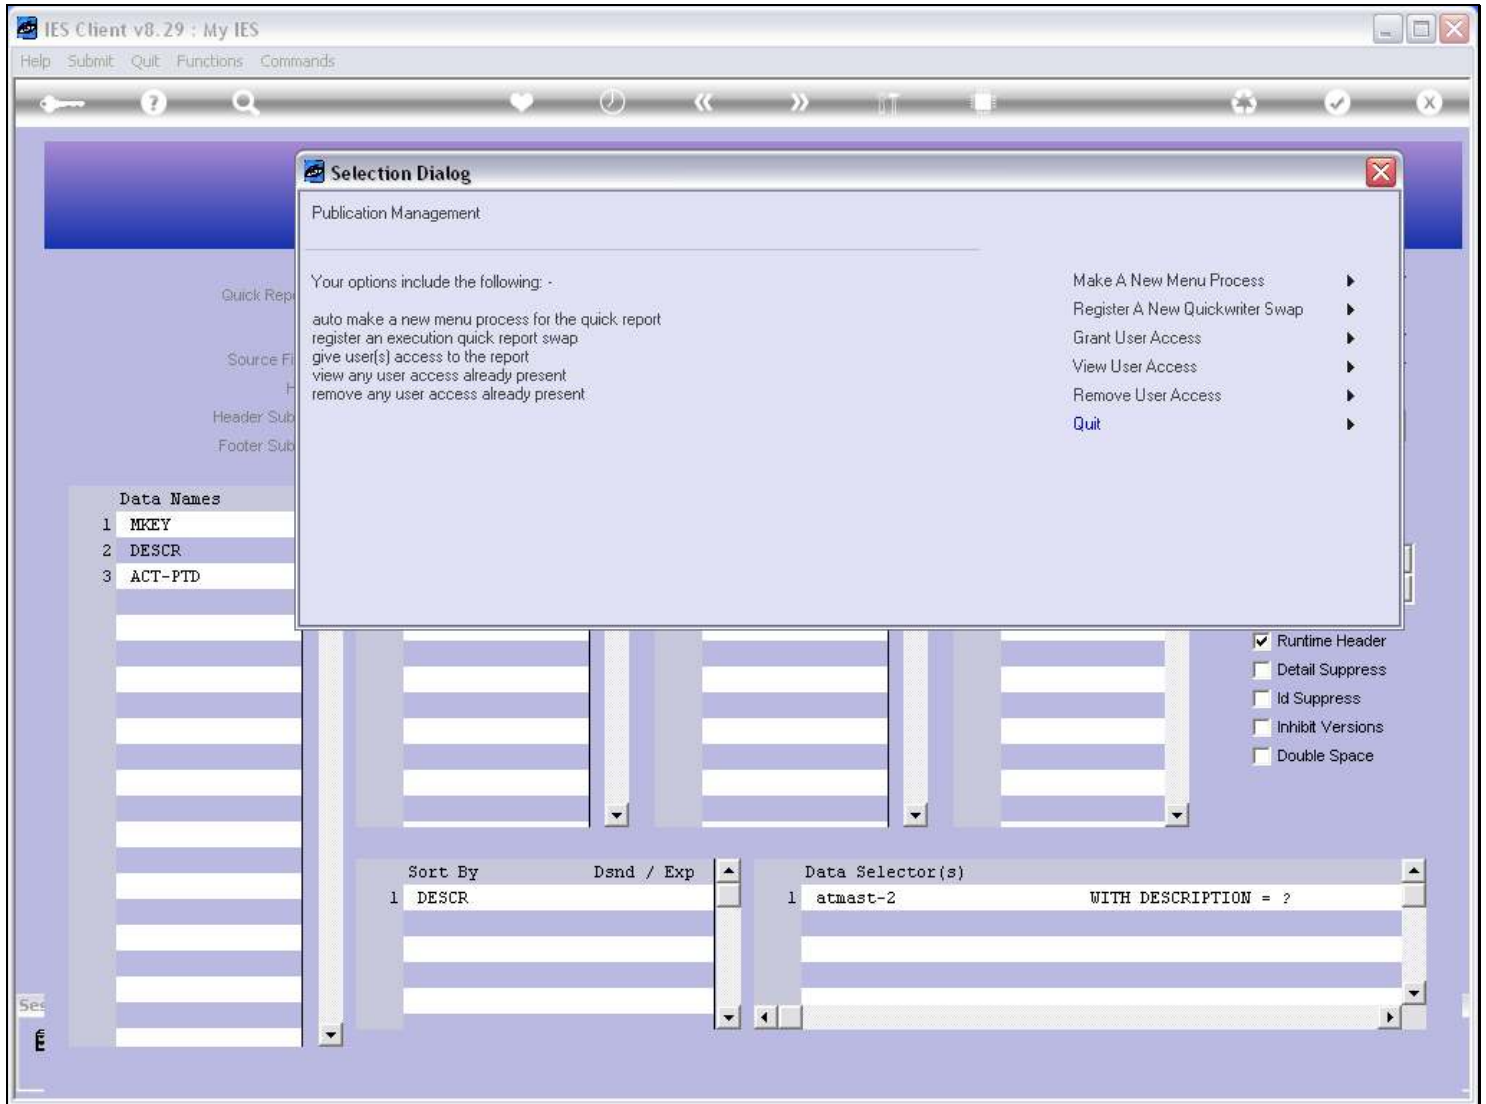 IES Client v8.29 : My IES
Help Submit Quit Functions Commands
Selection Dialog
Publication Management
Your options include the following: -
auto make a new menu process for the quick report
register an execution quick report swap
give user(s) access to the report
view any user access already present
remove any user access already present
Make A New Menu Process
Register A New Quickwriter Swap
Grant User Access
View User Access
Remove User Access
Quit
Quick Rep
Source Fi
H
Header Sub
Footer Sub
Data Names
1 MKEY
2 DESCR
3 ACT-PTD
Runtime Header
Detail Suppress
Id Suppress
Inhibit Versions
Double Space
Sort By Dsnd / Exp
1 DESCR
Data Selector(s)
1 atmast-2 WITH DESCRIPTION = ?
Ses